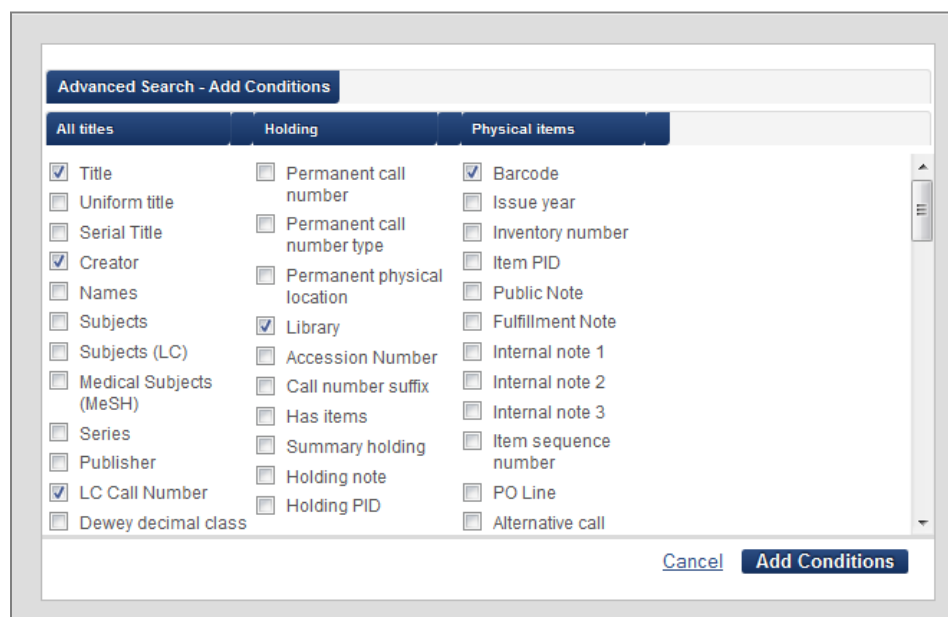 Advanced Search - Add Conditions
All titles
Holding
Physical items
Title
Uniform title
Serial Title
Creator
Names
Subjects
Subjects (LC)
Medical Subjects
(MeSH)
Series
Publisher
LC Call Number
Dewey decimal class
Permanent call
number
Permanent call
number type
Permanent physical
location
Library
Accession Number
Call number suffix
Has items
Summary holding
Holding note
Holding PID
Barcode
Issue year
Inventory number
Item PID
Public Note
Fulfillment Note
Internal note 1
Internal note 2
Internal note 3
Item sequence
number
PO Line
Alternative call
Cancel
Add Conditions